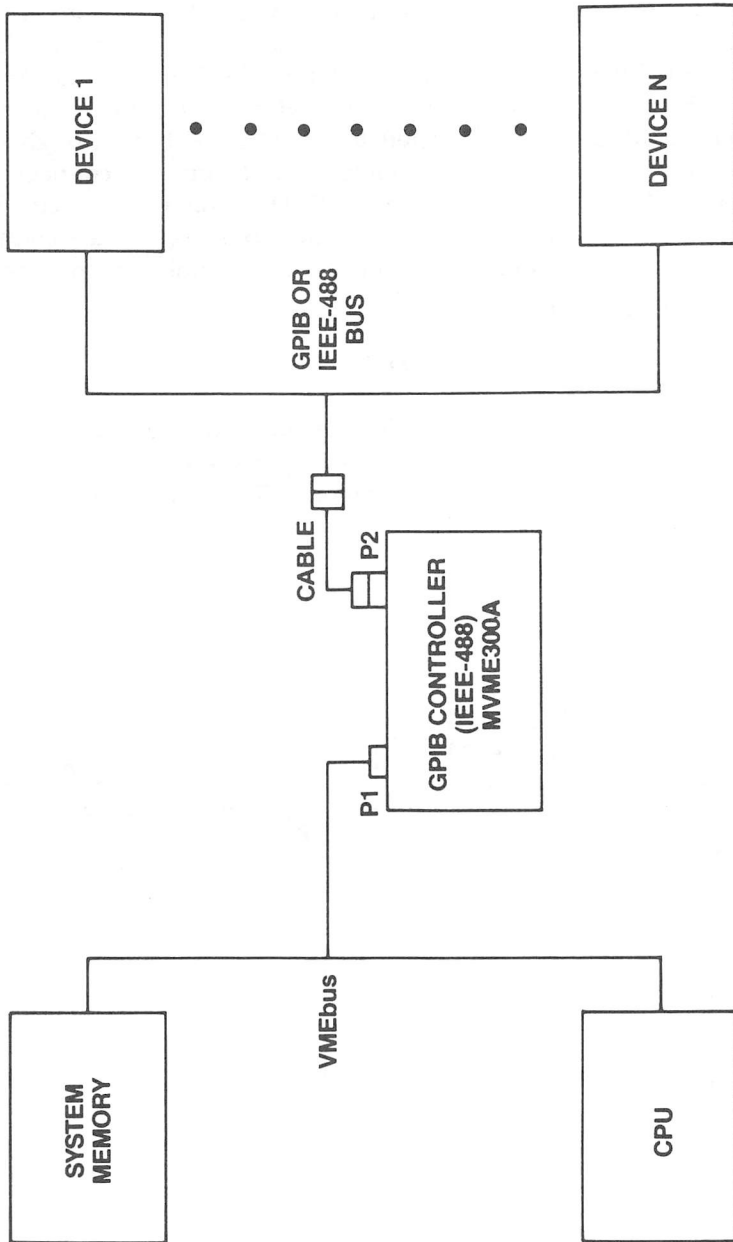 SYSTEM
MEMORY
CPU
VMEbus
P1
GPIB CONTROLLER
(IEEE-488)
MVME300A
P2
CABLE
GPIB OR
IEEE-488
BUS
DEVICE 1
DEVICE N